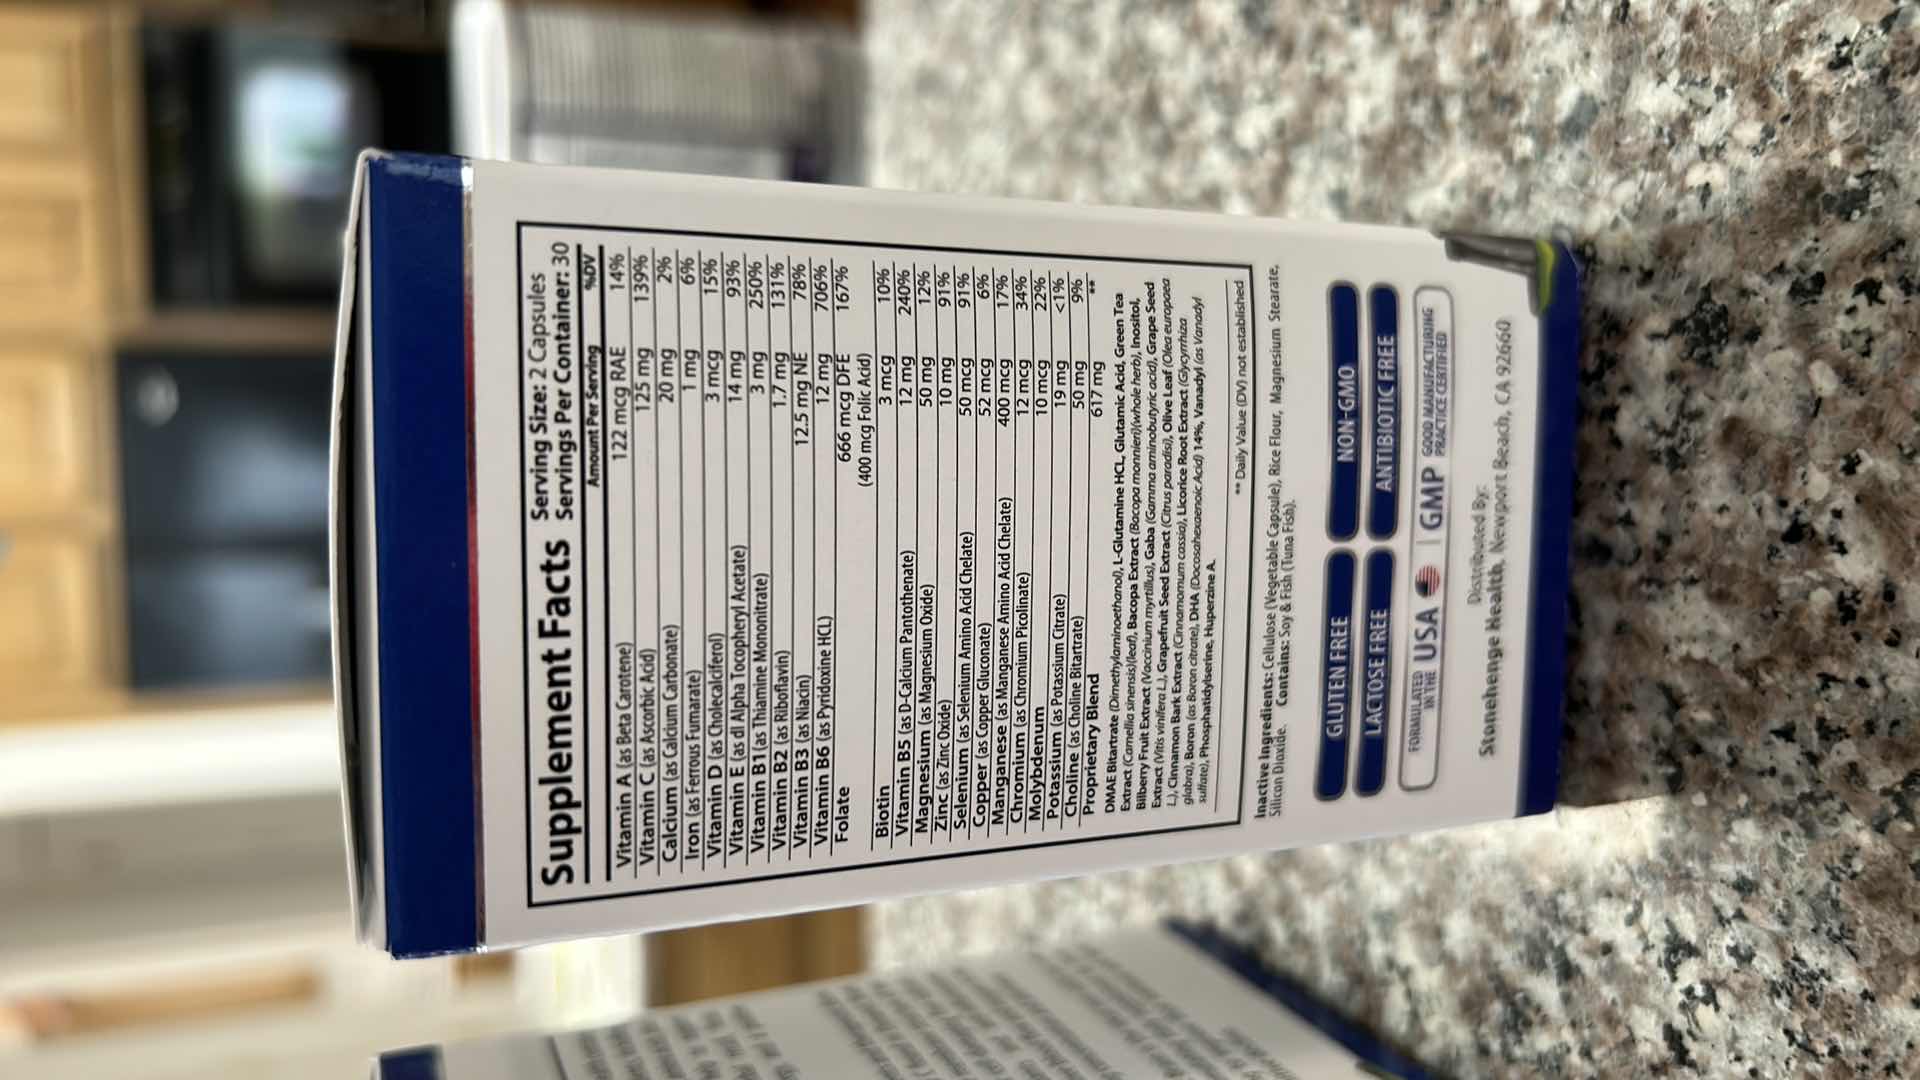 Supplement Facts
Serving Size: 2 Capsules
Servings Per Container: 30
Amount Per Serving %DV
Vitamin A (as Beta Carotene) 122 mcg RAE 14%
Vitamin C (as Ascorbic Acid) 125 mg 139%
Calcium (as Calcium Carbonate) 20 mg 2%
Iron (as Ferrous Fumarate) 1 mg 6%
Vitamin D (as Cholecalciferol) 3 mcg 15%
Vitamin E (as dl Alpha Tocopheryl Acetate) 14 mg 93%
Vitamin B1 (as Thiamine Mononitrate) 3 mg 250%
Vitamin B2 (as Riboflavin) 1.7 mg 131%
Vitamin B3 (as Niacin) 12.5 mg NE 78%
Vitamin B6 (as Pyridoxine HCL) 12 mg 706%
Folate 666 mcg DFE 167%
(400 mcg Folic Acid)
Biotin 3 mcg 10%
Vitamin B5 (as D-Calcium Pantothenate) 12 mg 240%
Magnesium (as Magnesium Oxide) 50 mg 12%
Zinc (as Zinc Oxide) 10 mg 91%
Selenium (as Selenium Amino Acid Chelate) 50 mcg 91%
Copper (as Copper Gluconate) 52 mcg 6%
Manganese (as Manganese Amino Acid Chelate) 400 mcg 17%
Chromium (as Chromium Picolinate) 12 mcg 34%
Molybdenum 10 mcg 22%
Potassium (as Potassium Citrate) 19 mg <1%
Choline (as Choline Bitartrate) 50 mg 9%
Proprietary Blend 617 mg **
DMAE Bitartrate (Dimethylaminoethanol), L-Glutamine HCL, Glutamic Acid, Green Tea
Extract (Camellia sinensis)(leaf), Bacopa Extract (Bacopa monnieri)(whole herb), Inositol,
Bilberry Fruit Extract (Vaccinium myrtillus), Gaba (Gamma aminobutyric acid), Grape Seed
Extract (Vitis vinifera L.), Grapefruit Seed Extract (Citrus paradisi), Olive Leaf (Olea europaea
L.), Cinnamon Bark Extract (Cinnamomum cassia), Licorice Root Extract (Glycyrrhiza
glabra), Boron (as Boron citrate), DHA (Docosahexaenoic Acid) 14%, Vanadyl (as Vanadyl
sulfate), Phosphatidylserine, Huperzine A.
** Daily Value (DV) not established
Inactive Ingredients: Cellulose (Vegetable Capsule), Rice Flour, Magnesium Stearate,
Silicon Dioxide. Contains: Soy & Fish (Tuna Fish).
GLUTEN FREE NON-GMO
LACTOSE FREE ANTIBIOTIC FREE
FORMULATED IN THE USA | GMP GOOD MANUFACTURING PRACTICE CERTIFIED
Distributed By:
Stonehenge Health, Newport Beach, CA 92660